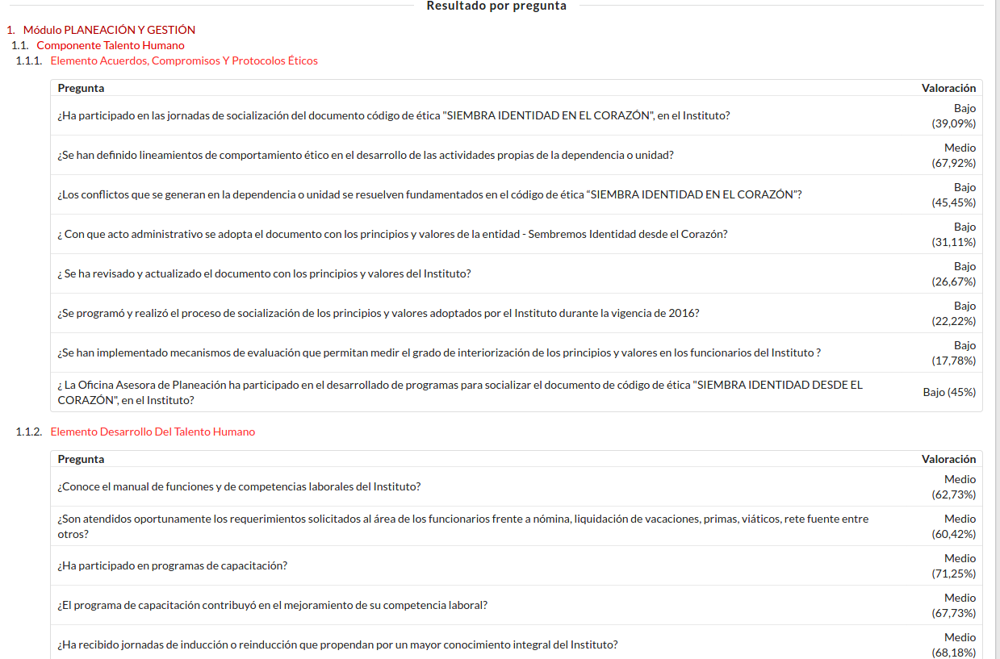 Resultado por pregunta
1. Módulo PLANEACIÓN Y GESTIÓN
1.1. Componente Talento Humano
1.1.1. Elemento Acuerdos, Compromisos Y Protocolos Éticos
Pregunta Valoración
¿Ha participado en las jornadas de socialización del documento código de ética "SIEMBRA IDENTIDAD EN EL CORAZÓN", en el Instituto? Bajo
(39,09%)
¿Se han definido lineamientos de comportamiento ético en el desarrollo de las actividades propias de la dependencia o unidad? Medio
(67,92%)
¿Los conflictos que se generan en la dependencia o unidad se resuelven fundamentados en el código de ética “SIEMBRA IDENTIDAD EN EL CORAZÓN”? Bajo
(45,45%)
¿ Con que acto administrativo se adopta el documento con los principios y valores de la entidad - Sembremos Identidad desde el Corazón? Bajo
(31,11%)
¿ Se ha revisado y actualizado el documento con los principios y valores del Instituto? Bajo
(26,67%)
¿Se programó y realizó el proceso de socialización de los principios y valores adoptados por el Instituto durante la vigencia de 2016? Bajo
(22,22%)
¿Se han implementado mecanismos de evaluación que permitan medir el grado de interiorización de los principios y valores en los funcionarios del Instituto ? Bajo
(17,78%)
¿ La Oficina Asesora de Planeación ha participado en el desarrollado de programas para socializar el documento de código de ética "SIEMBRA IDENTIDAD DESDE EL
CORAZÓN", en el Instituto? Bajo (45%)
1.1.2. Elemento Desarrollo Del Talento Humano
Pregunta Valoración
¿Conoce el manual de funciones y de competencias laborales del Instituto? Medio
(62,73%)
¿Son atendidos oportunamente los requerimientos solicitados al área de los funcionarios frente a nómina, liquidación de vacaciones, primas, viáticos, rete fuente entre
otros? Medio
(60,42%)
¿Ha participado en programas de capacitación? Medio
(71,25%)
¿El programa de capacitación contribuyó en el mejoramiento de su competencia laboral? Medio
(67,73%)
¿Ha recibido jornadas de inducción o reinducción que propendan por un mayor conocimiento integral del Instituto? Medio
(68,18%)